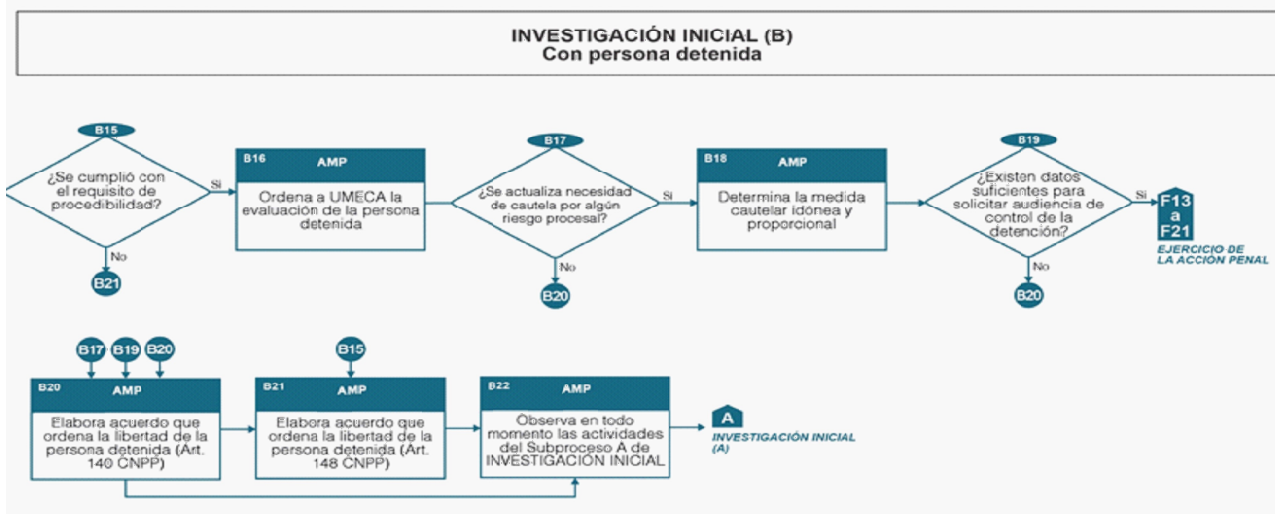 INVESTIGACIÓN INICIAL (B)
Con persona detenida
B15
¿Se cumplió con
el requisito de
procedibilidad?
Sí
No
B21
B16
AMP
Ordena a UMECA la
evaluación de la persona
detenida
B17
¿Se actualiza necesidad
de cautela por algún
riesgo procesal?
Sí
No
B20
B18
AMP
Determina la medida
cautelar idónea y
proporcional
B19
¿Existen datos
suficientes para
solicitar audiencia de
control de la
detención?
Sí
No
B20
F13
a
F21
EJERCICIO DE
LA ACCIÓN PENAL
B17 B19 B20
B20
AMP
Elabora acuerdo que
ordena la libertad de la
persona detenida (Art.
140 CNPP)
B15
B21
AMP
Elabora acuerdo que
ordena la libertad de la
persona detenida (Art.
148 CNPP)
B22
AMP
Observa en todo
momento las actividades
del Subproceso A de
INVESTIGACIÓN INICIAL
A
INVESTIGACIÓN INICIAL
(A)